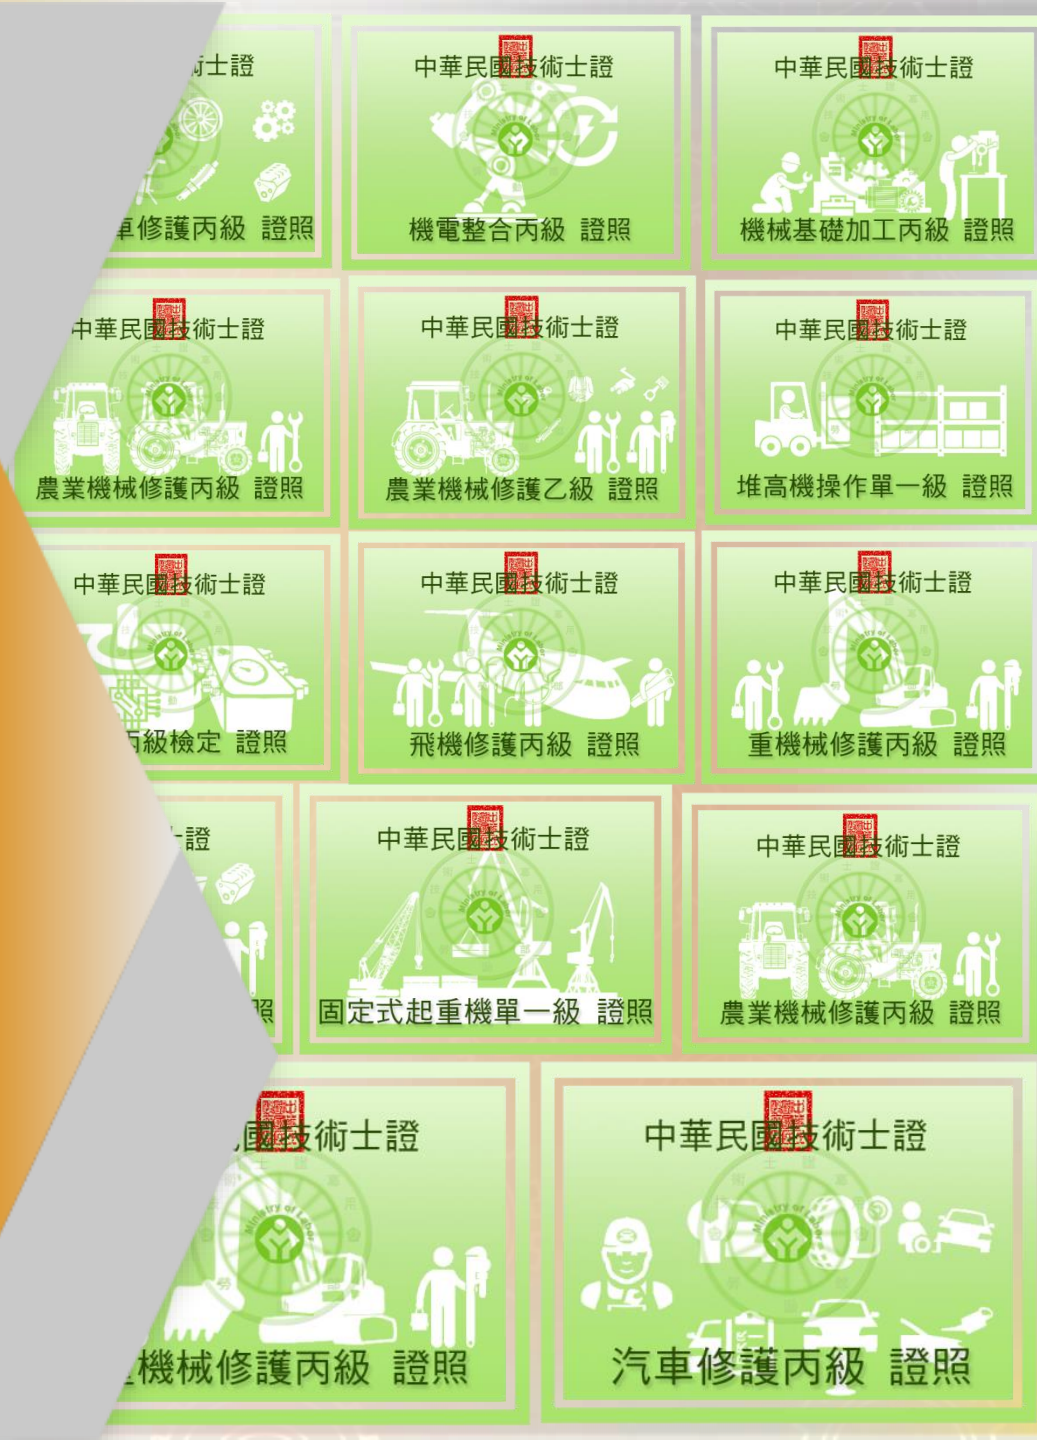 術士證
中華民國技術士證
中華民國技術士證
車修護丙級 證照
機電整合丙級 證照
機械基礎加工丙級 證照
中華民國技術士證
中華民國技術士證
中華民國技術士證
農業機械修護丙級 證照
農業機械修護乙級 證照
堆高機操作單一級 證照
中華民國技術士證
中華民國技術士證
中華民國技術士證
丙級檢定 證照
飛機修護丙級 證照
重機械修護丙級 證照
士證
中華民國技術士證
中華民國技術士證
照
固定式起重機單一級 證照
農業機械修護丙級 證照
國技術士證
中華民國技術士證
Ministry of Labor
Ministry of Labor
機械修護丙級 證照
汽車修護丙級 證照